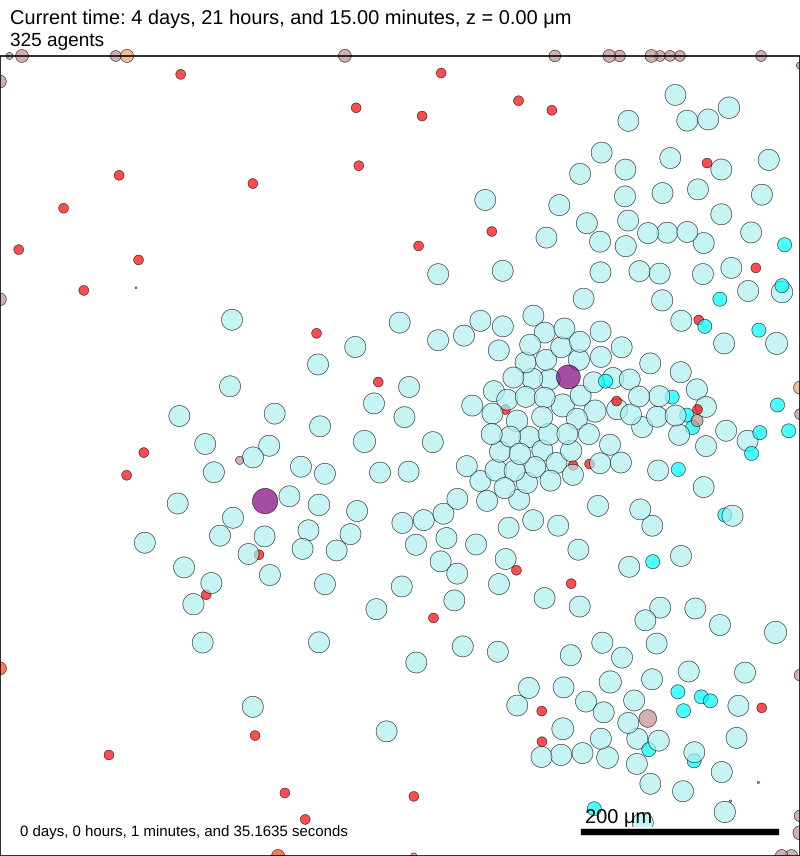 Current time: 4 days, 21 hours, and 15.00 minutes, z = 0.00 μm
325 agents
200 μm
0 days, 0 hours, 1 minutes, and 35.1635 seconds